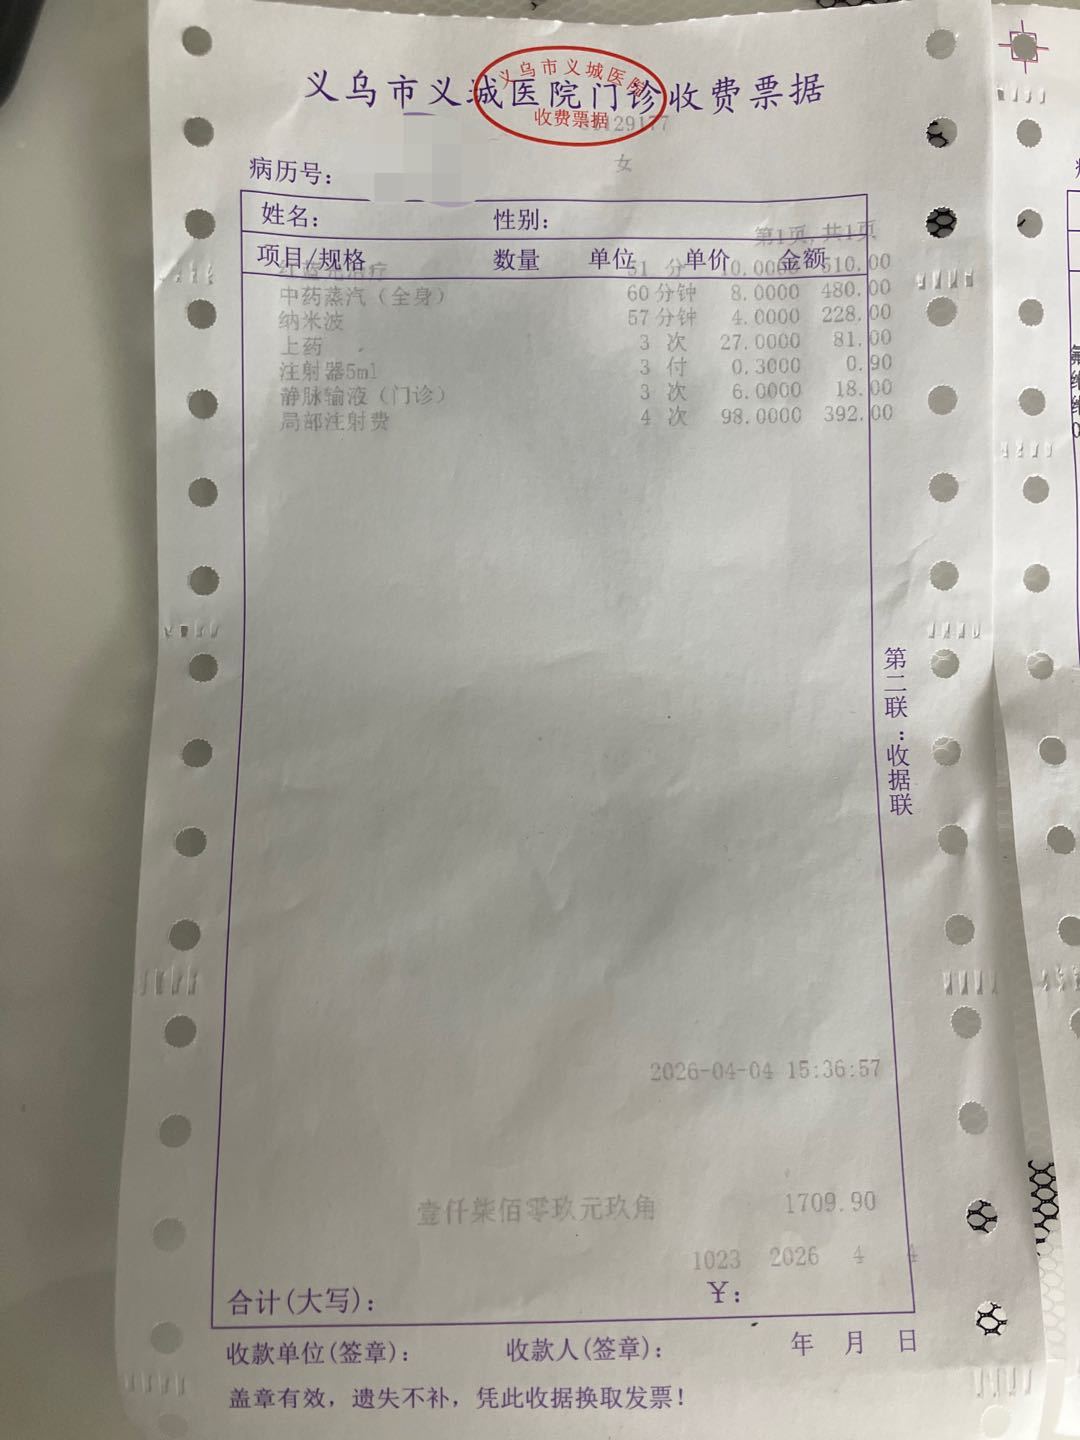 义乌市义诚医院门诊收费票据
义乌市义诚医院
收费票据
女
病历号：
姓名： 性别：
第1页，共1页
项目/规格 数量 单位 单价 金额
红蓝光治疗 51 分 10.0000 510.00
中药蒸汽（全身） 60 分钟 8.0000 480.00
纳米波 57 分钟 4.0000 228.00
上药 3 次 27.0000 81.00
注射器5ml 3 付 0.3000 0.90
静脉输液（门诊） 3 次 6.0000 18.00
局部注射费 4 次 98.0000 392.00
第二联：收据联
2026-04-04 15:36:57
壹仟柒佰零玖元玖角 1709.90
1023 2026 4 4
合计(大写)： ￥：
收款单位(签章)： 收款人(签章)： 年 月 日
盖章有效，遗失不补，凭此收据换取发票！